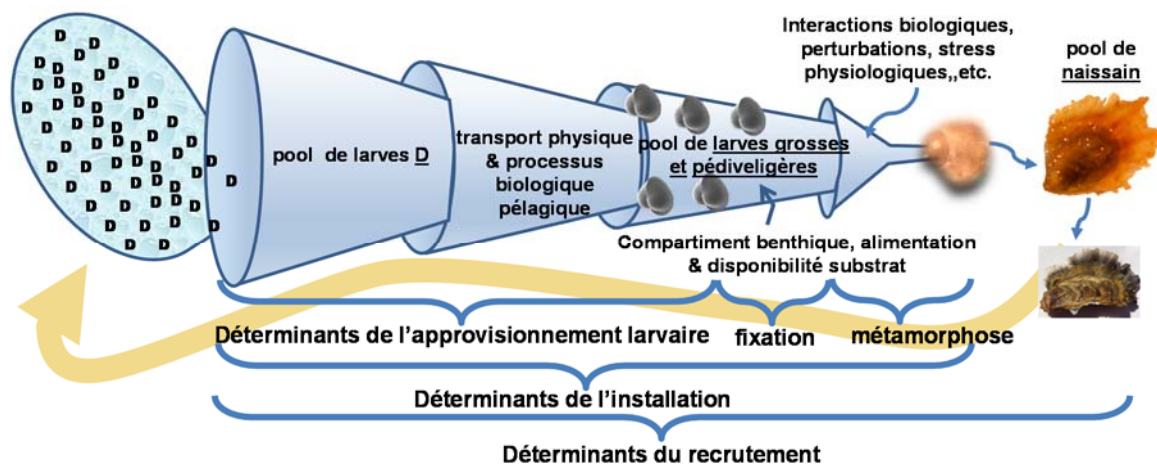 D D D D D D D D D D D D D D D D D D D D D D D D D D D D D D D D D D D D D D D D D D D D D D D D D D
pool de larves D
transport physique
& processus
biologique
pélagique
pool de larves grosses
et pédiveligères
Interactions biologiques,
perturbations, stress
physiologiques,,etc.
pool de
naissain
Compartiment benthique, alimentation
& disponibilité substrat
Déterminants de l’approvisionnement larvaire
fixation
métamorphose
Déterminants de l’installation
Déterminants du recrutement